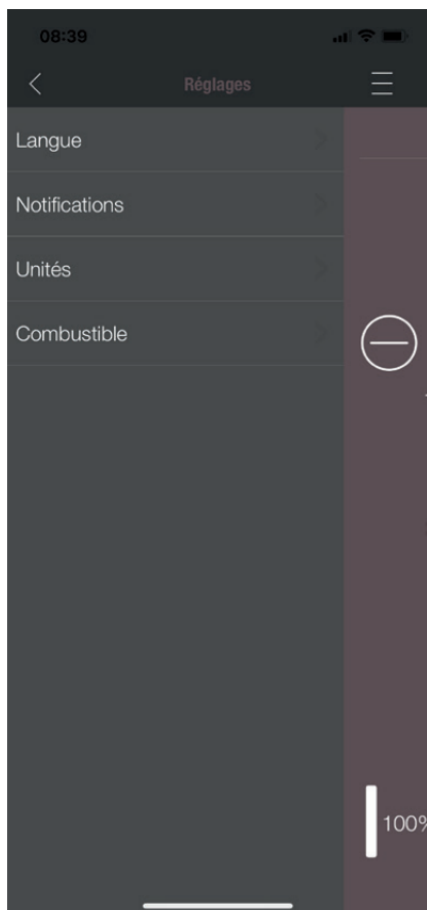 08:39
Réglages
Langue
Notifications
Unités
Combustible
100%